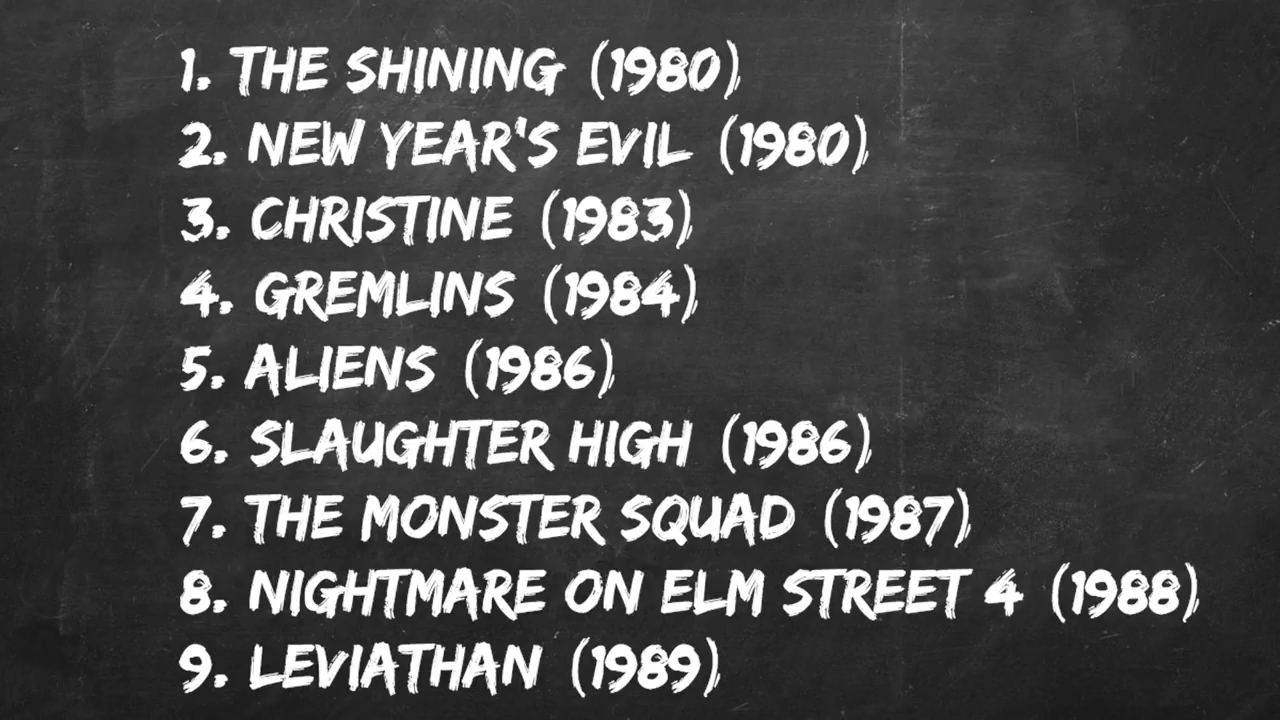 1. THE SHINING (1980)
2. NEW YEAR'S EVIL (1980)
3. CHRISTINE (1983)
4. GREMLINS (1984)
5. ALIENS (1986)
6. SLAUGHTER HIGH (1986)
7. THE MONSTER SQUAD (1987)
8. NIGHTMARE ON ELM STREET 4 (1988)
9. LEVIATHAN (1989)